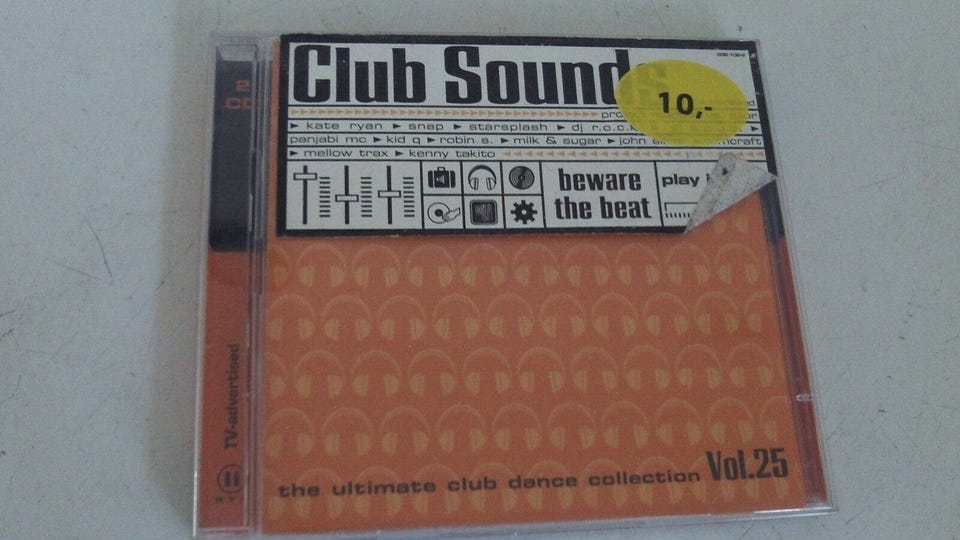 2
CD
Club Sounds
10,-
▶ kate ryan ▶ snap ▶ starsplash ▶ dj
panjabi mc ▶ kid q ▶ robin s. ▶ milk & sugar ▶ john
▶ mellow trax ▶ kenny takito
beware
the beat
play
TV-advertised
the ultimate club dance collection Vol.25